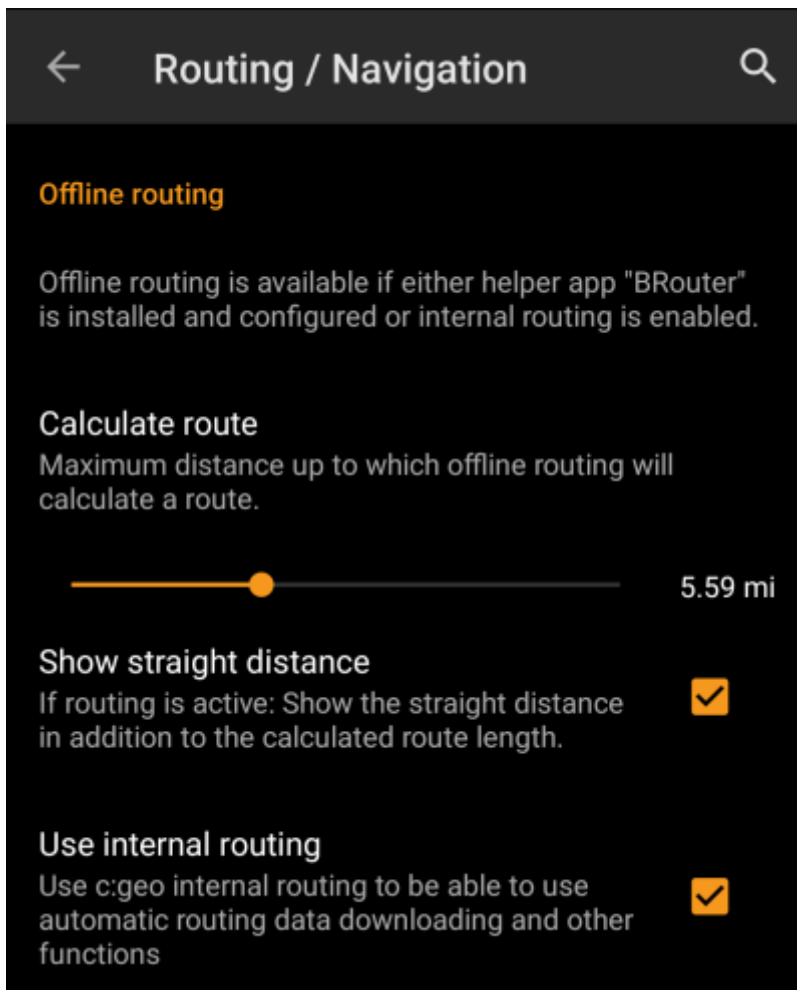 Routing / Navigation
Offline routing
Offline routing is available if either helper app "BRouter"
is installed and configured or internal routing is enabled.
Calculate route
Maximum distance up to which offline routing will
calculate a route.
5.59 mi
Show straight distance
If routing is active: Show the straight distance
in addition to the calculated route length.
Use internal routing
Use c:geo internal routing to be able to use
automatic routing data downloading and other
functions